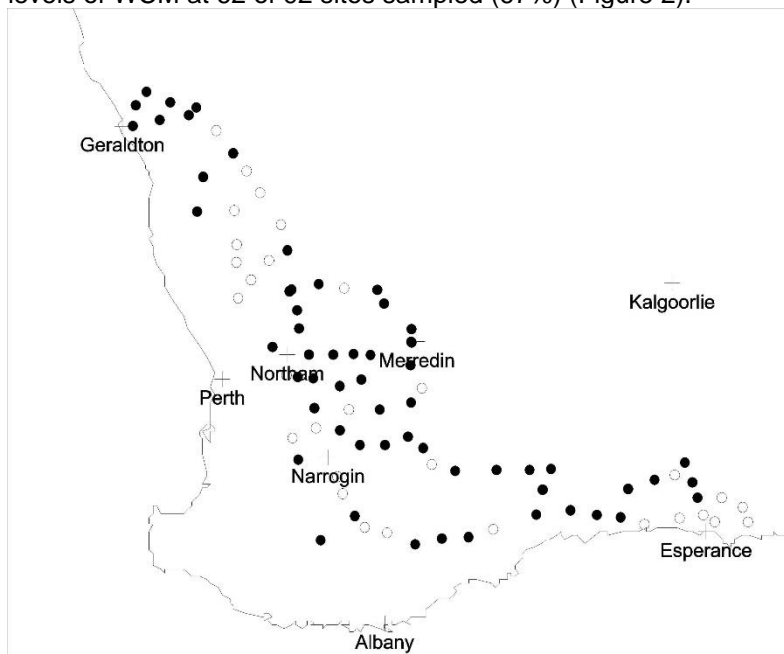 levels of WSM at 62 of 92 sites sampled (67%) (Figure 2).
Geraldton
Kalgoorlie
Merredin
Northam
Perth
Narrogin
Esperance
Albany